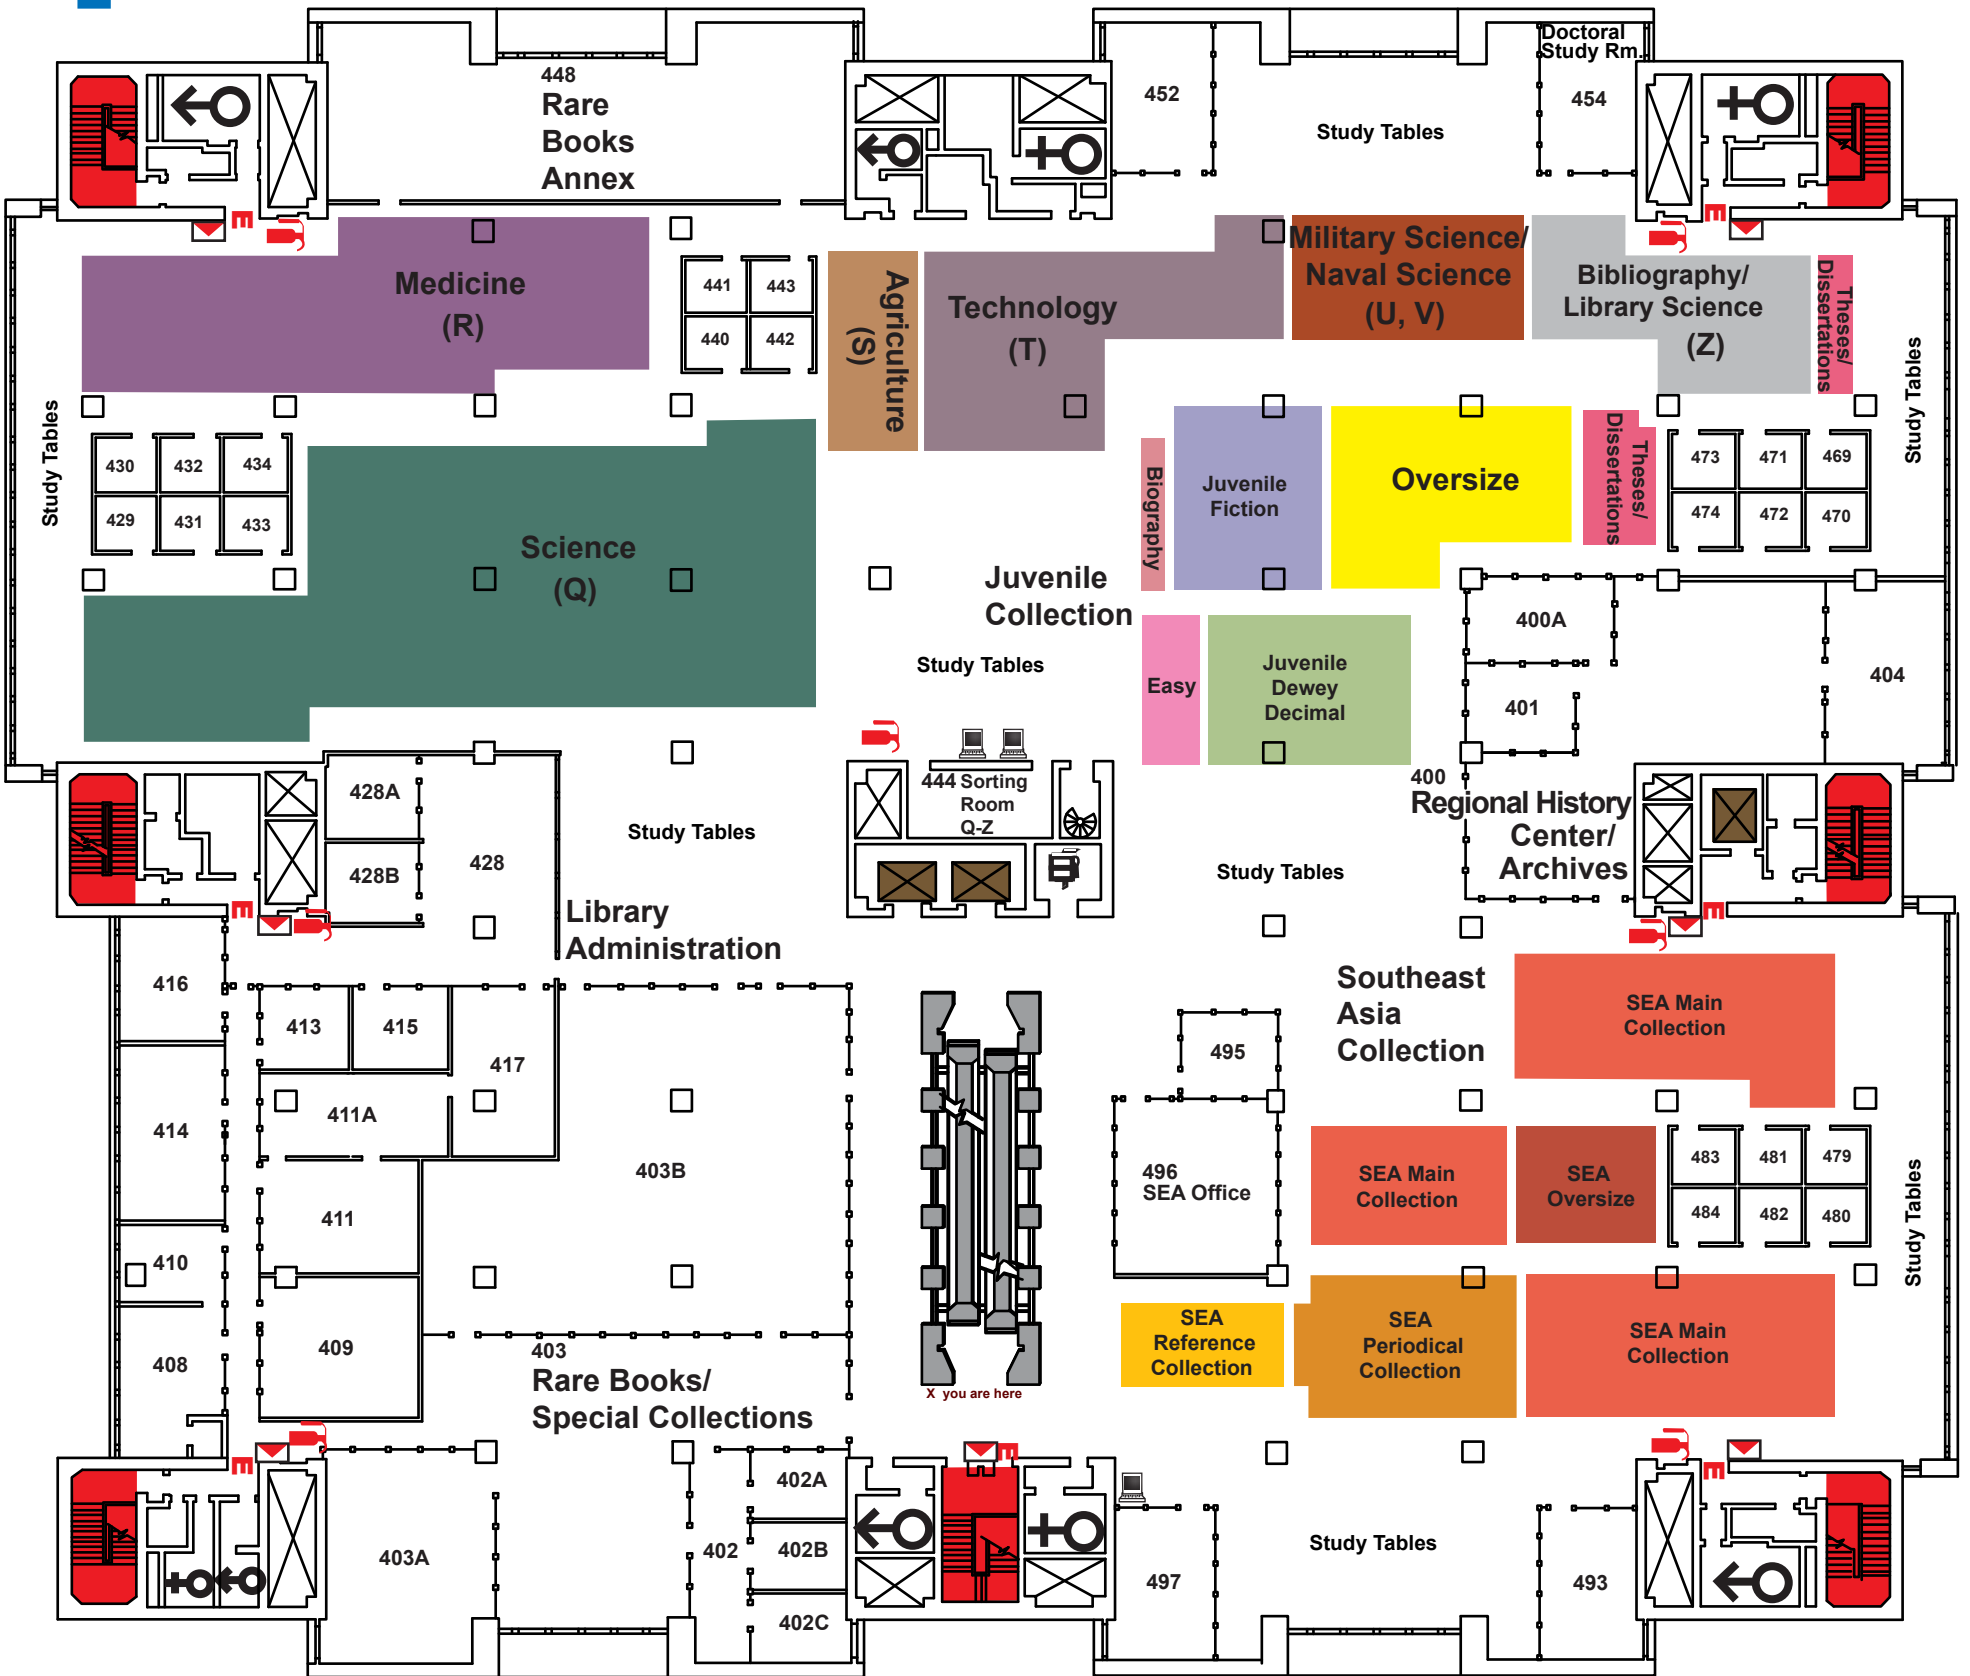 Doctoral
Study Rm.
448
Rare
Books
Annex
452
454
Study Tables
Military Science/
Naval Science
(U, V)
Bibliography/
Library Science
(Z)
Theses/
Dissertations
Medicine
(R)
441
443
440
442
Agriculture
(S)
Technology
(T)
Study Tables
Study Tables
430
432
434
429
431
433
Science
(Q)
Biography
Juvenile
Fiction
Oversize
Theses/
Dissertations
473
471
469
474
472
470
Juvenile
Collection
Study Tables
Easy
Juvenile
Dewey
Decimal
400A
401
404
400
Regional History
Center/
Archives
428A
428B
428
Study Tables
444 Sorting
Room
Q-Z
Study Tables
Library
Administration
416
413
415
417
411A
414
411
403B
410
409
408
403
Rare Books/
Special Collections
Southeast
Asia
Collection
SEA Main
Collection
495
496
SEA Office
SEA Main
Collection
SEA
Oversize
483
481
479
484
482
480
Study Tables
SEA
Reference
Collection
SEA
Periodical
Collection
SEA Main
Collection
X you are here
402A
402
402B
402C
403A
497
Study Tables
493
E
E
E
E
E
E
E